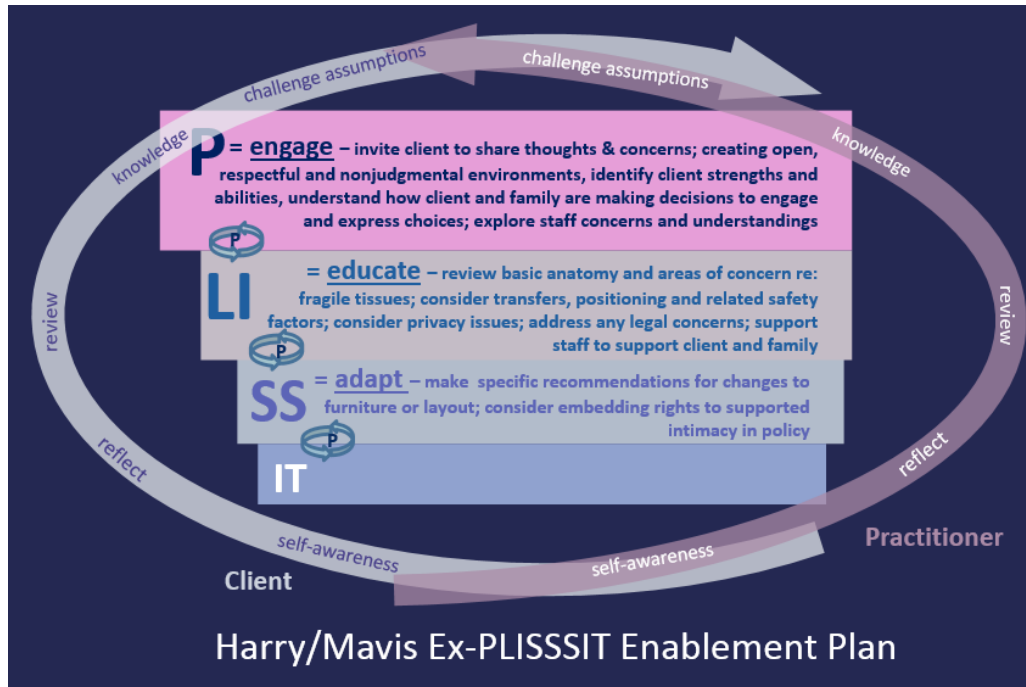 challenge assumptions
challenge assumptions
knowledge
knowledge
P = engage – invite client to share thoughts & concerns; creating open,
respectful and nonjudgmental environments, identify client strengths and
abilities, understand how client and family are making decisions to engage
and express choices; explore staff concerns and understandings
P
LI = educate – review basic anatomy and areas of concern re:
fragile tissues; consider transfers, positioning and related safety
factors; consider privacy issues; address any legal concerns; support
staff to support client and family
review
review
P
SS = adapt – make specific recommendations for changes to
furniture or layout; consider embedding rights to supported
intimacy in policy
P
reflect
reflect
IT
self-awareness
self-awareness
Practitioner
Client
Harry/Mavis Ex-PLISSSIT Enablement Plan